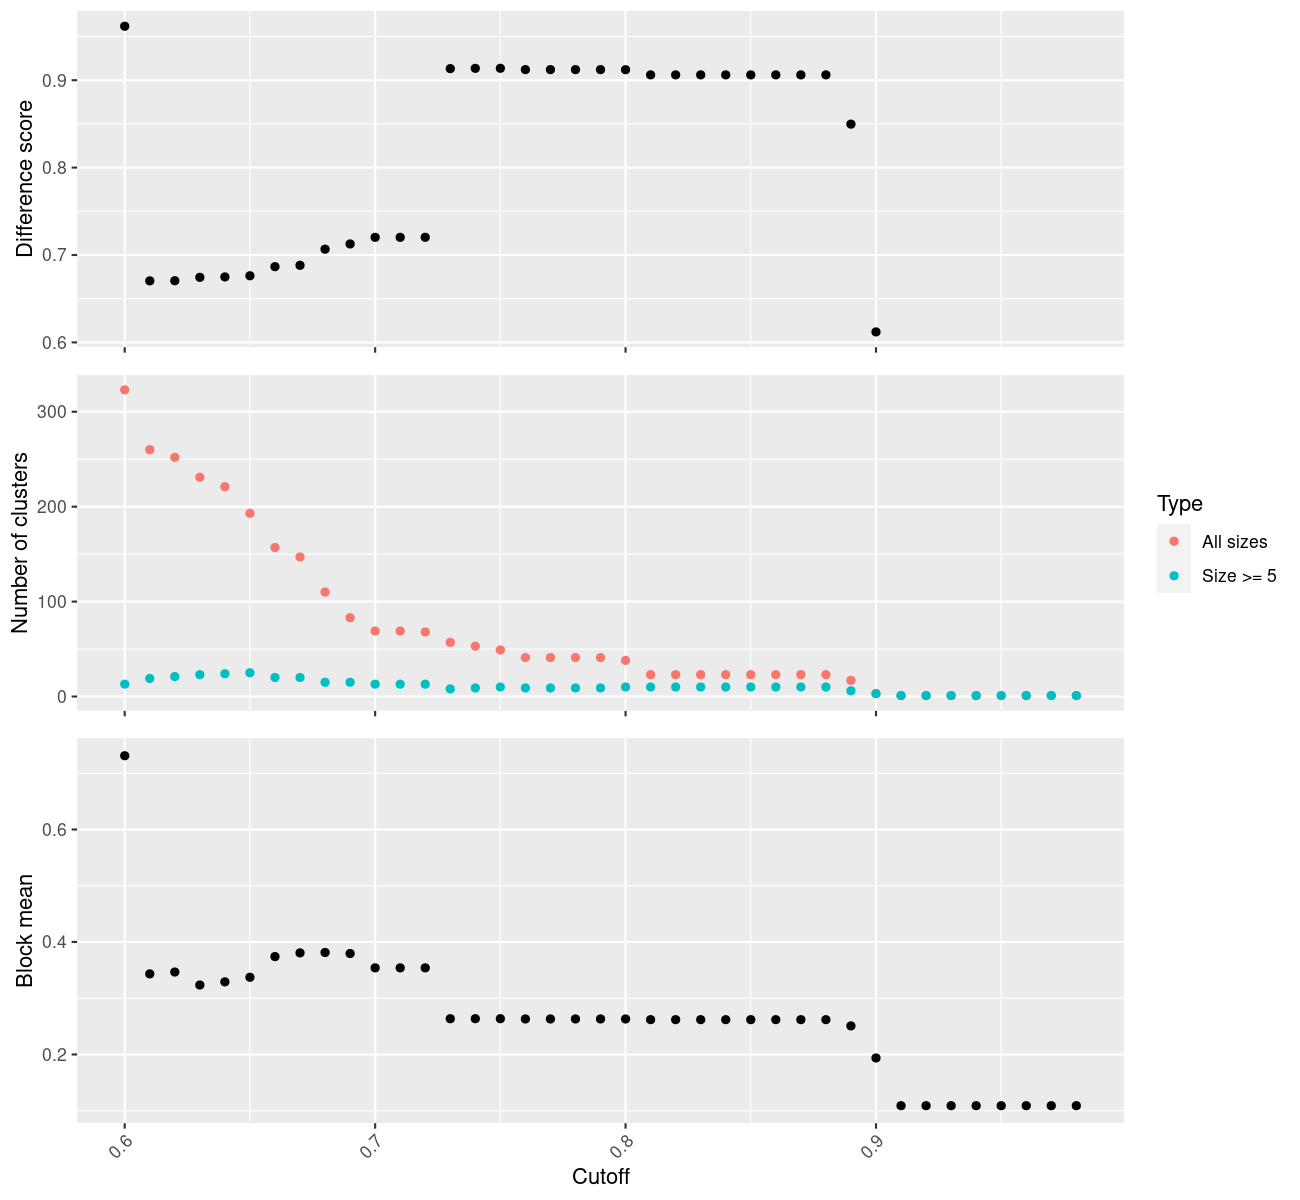 Difference score
0.9
0.8
0.7
0.6
Number of clusters
300
200
100
0
Type
All sizes
Size >= 5
Block mean
0.6
0.4
0.2
0.6
0.7
0.8
0.9
Cutoff